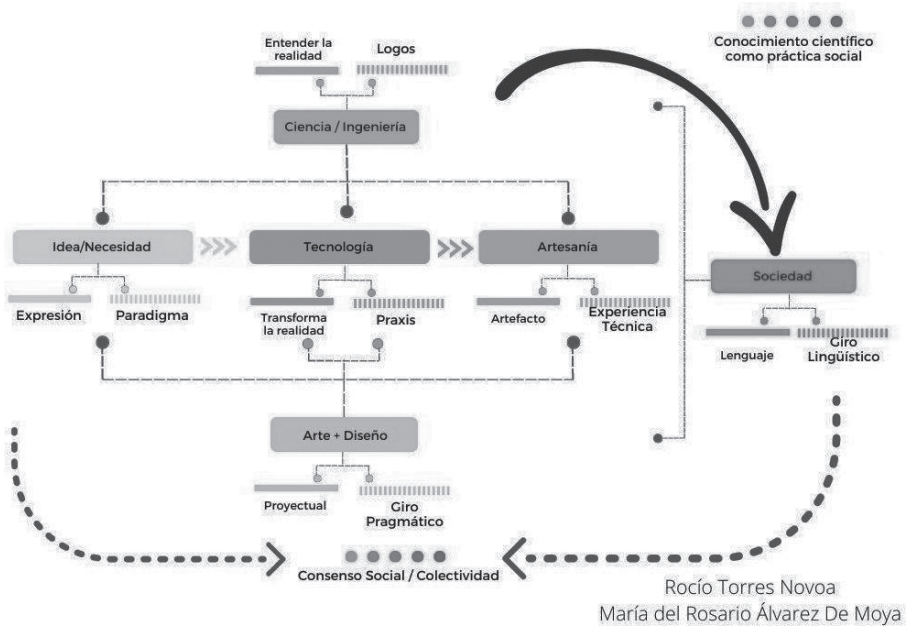 Conocimiento científico
como práctica social
Entender la
realidad
Logos
Ciencia / Ingeniería
Idea/Necesidad
Tecnología
Artesanía
Sociedad
Expresión
Paradigma
Transforma
la realidad
Praxis
Artefacto
Experiencia
Técnica
Lenguaje
Giro
Lingüístico
Arte + Diseño
Proyectual
Giro
Pragmático
Consenso Social / Colectividad
Rocío Torres Novoa
María del Rosario Álvarez De Moya